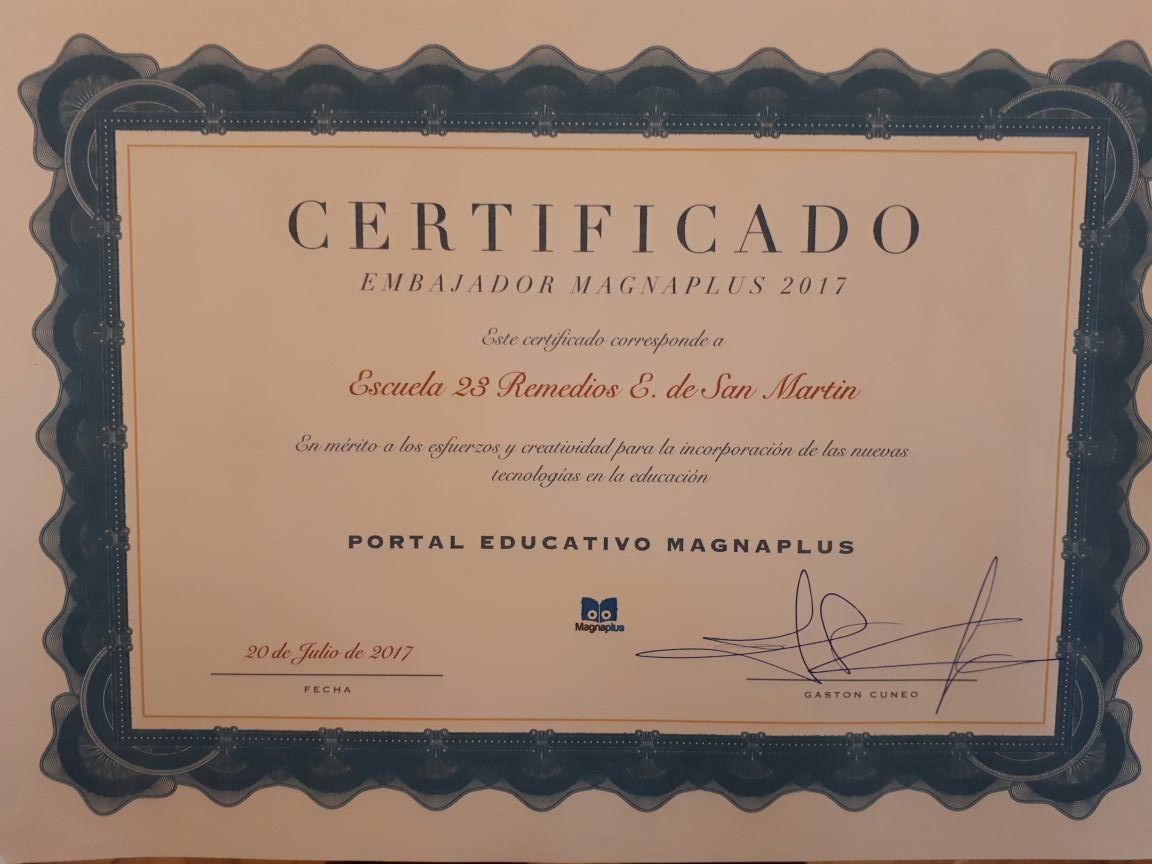 CERTIFICADO
EMBAJADOR MAGNAPLUS 2017
Este certificado corresponde a
Escuela 23 Remedios E. de San Martin
En mérito a los esfuerzos y creatividad para la incorporación de las nuevas
tecnologías en la educación
PORTAL EDUCATIVO MAGNAPLUS
Magnaplus
20 de Julio de 2017
FECHA
GASTON CUNEO